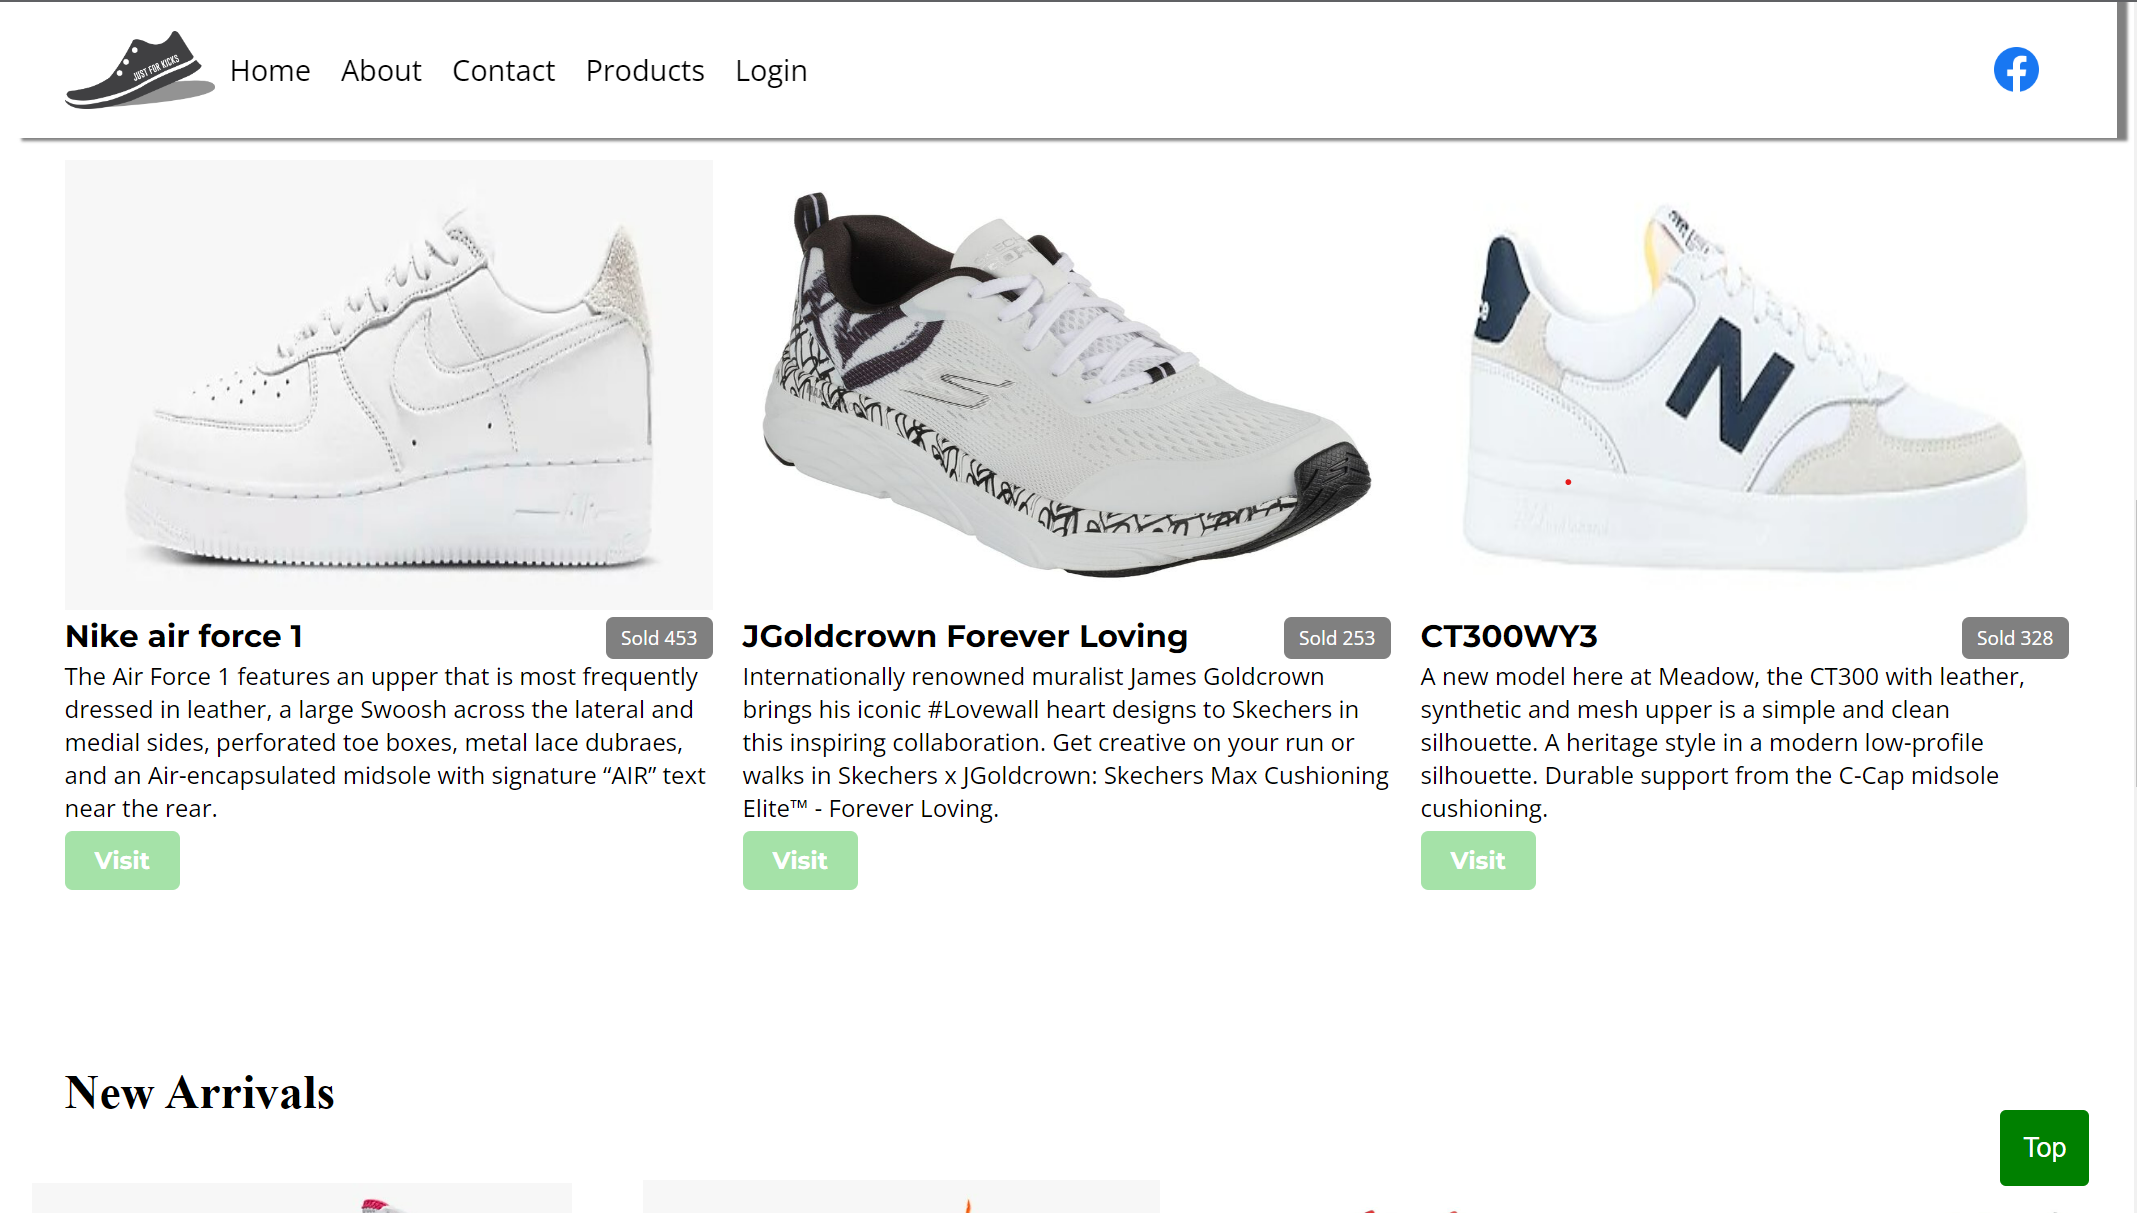 JUST FOR KICKS
Home About Contact Products Login
N
Nike air force 1
Sold 453
The Air Force 1 features an upper that is most frequently
dressed in leather, a large Swoosh across the lateral and
medial sides, perforated toe boxes, metal lace dubraes,
and an Air-encapsulated midsole with signature “AIR” text
near the rear.
Visit
JGoldcrown Forever Loving
Sold 253
Internationally renowned muralist James Goldcrown
brings his iconic #Lovewall heart designs to Skechers in
this inspiring collaboration. Get creative on your run or
walks in Skechers x JGoldcrown: Skechers Max Cushioning
Elite™ - Forever Loving.
Visit
CT300WY3
Sold 328
A new model here at Meadow, the CT300 with leather,
synthetic and mesh upper is a simple and clean
silhouette. A heritage style in a modern low-profile
silhouette. Durable support from the C-Cap midsole
cushioning.
Visit
New Arrivals
Top